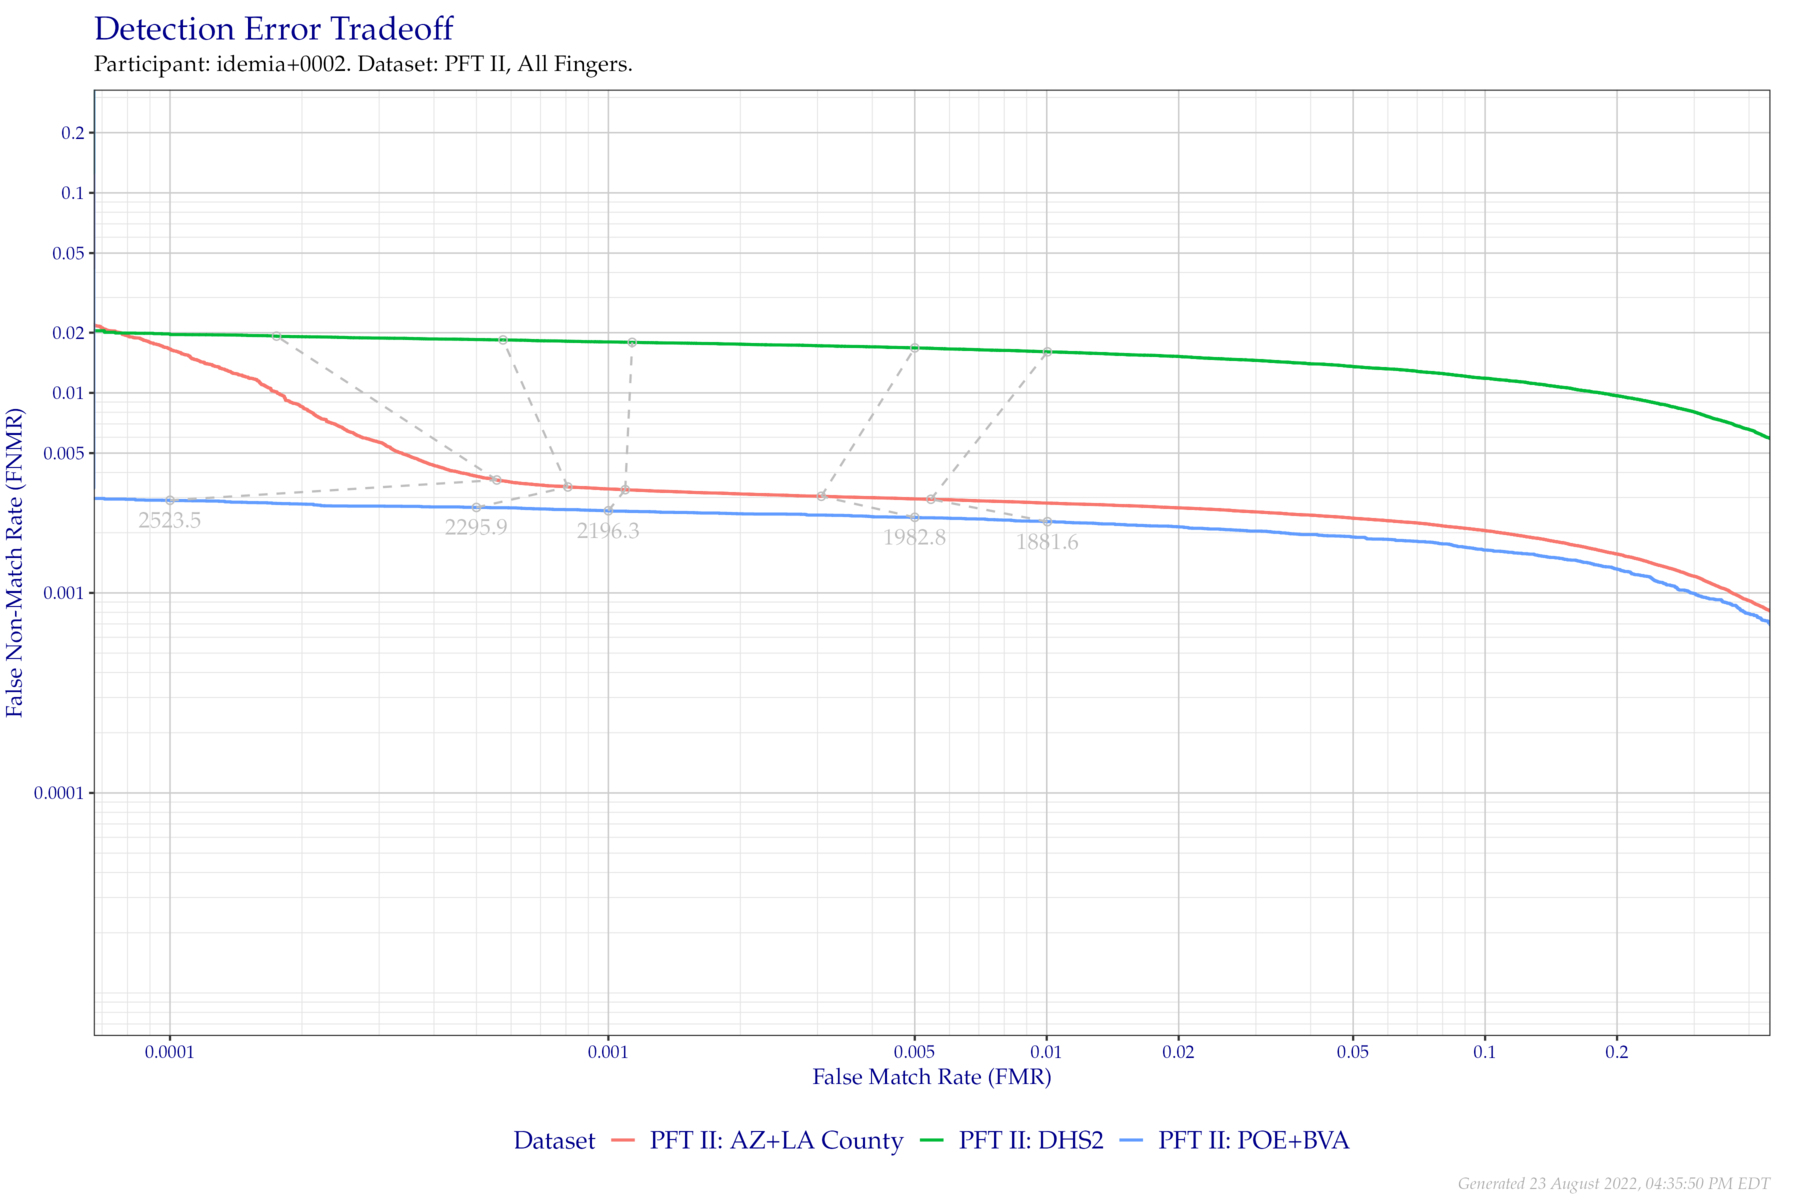 Detection Error Tradeoff
Participant: idemia+0002. Dataset: PFT II, All Fingers.
False Non-Match Rate (FNMR)
0.2
0.1
0.05
0.02
0.01
0.005
0.001
0.0001
2523.5
2295.9
2196.3
1982.8
1881.6
0.0001 0.001 0.005 0.01 0.02 0.05 0.1 0.2
False Match Rate (FMR)
Dataset PFT II: AZ+LA County PFT II: DHS2 PFT II: POE+BVA
Generated 23 August 2022, 04:35:50 PM EDT